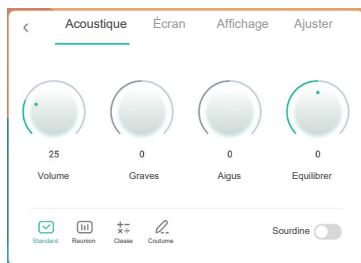 Acoustique Écran Affichage Ajuster
25 0 0 0
Volume Graves Aigus Equilibrer
Standard Reunion Classe Coutume Sourdine